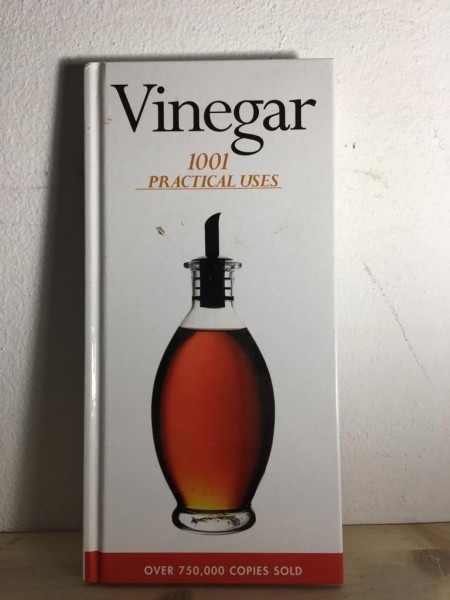 Vinegar
1001
PRACTICAL USES
OVER 750,000 COPIES SOLD